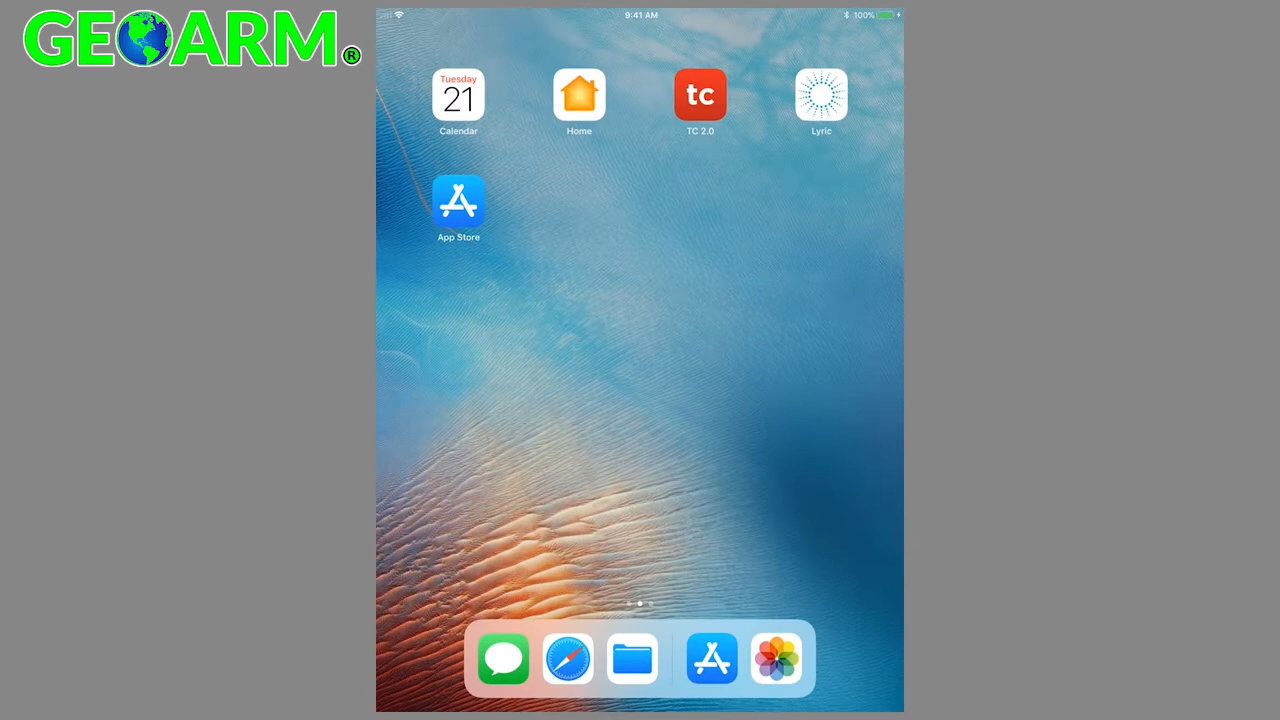 GEOARM®
9:41 AM
100%
Tuesday
21
tc
Calendar
Home
TC 2.0
Lyric
App Store